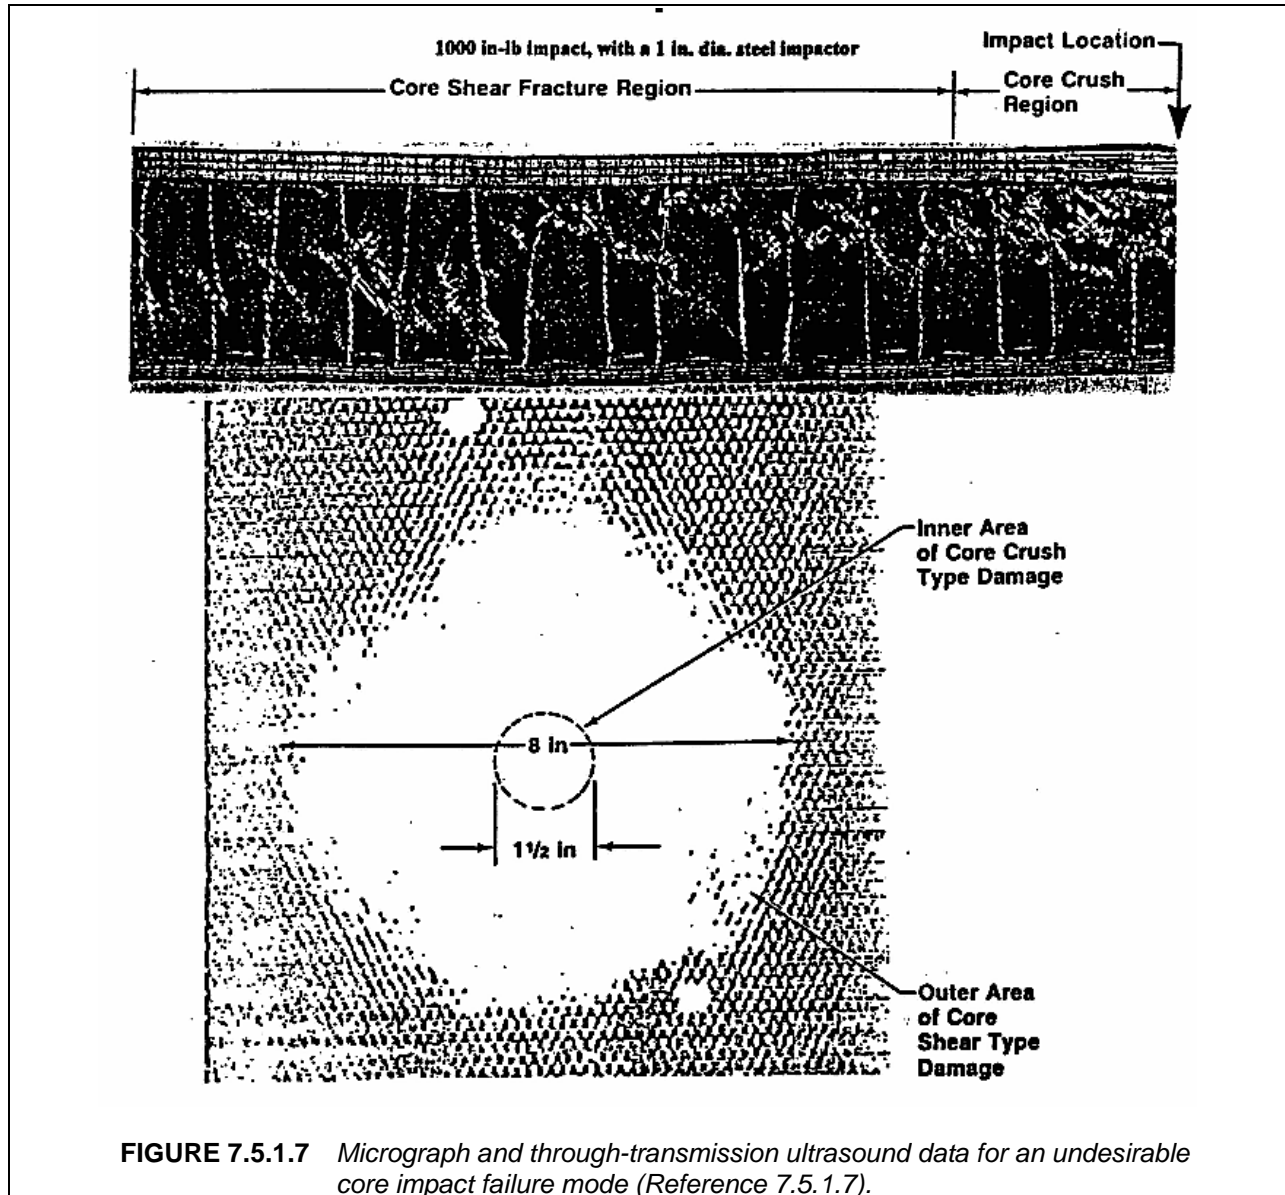 1000 in-lb impact, with a 1 in. dia. steel impactor
Impact Location
Core Shear Fracture Region
Core Crush
Region
Inner Area
of Core Crush
Type Damage
8 in
1 1/2 in
Outer Area
of Core
Shear Type
Damage
FIGURE 7.5.1.7 Micrograph and through-transmission ultrasound data for an undesirable
core impact failure mode (Reference 7.5.1.7).